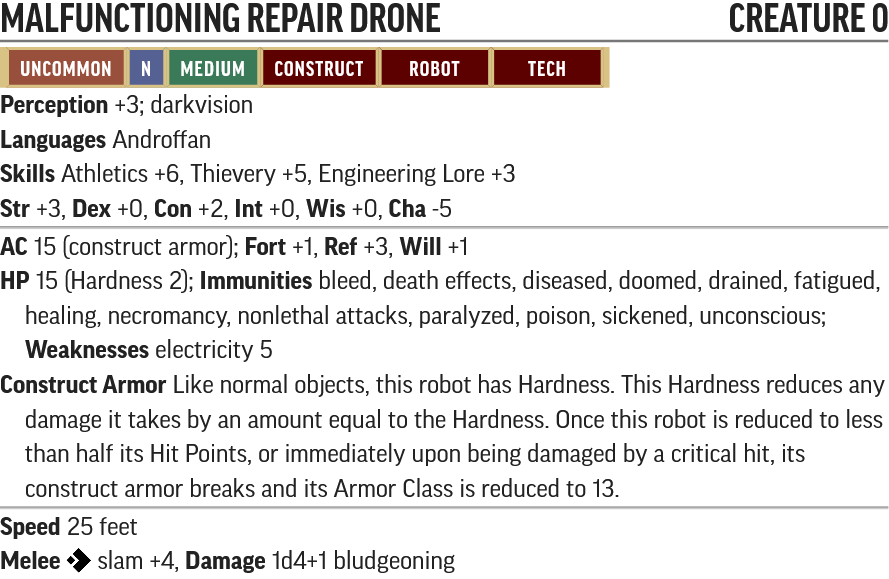 MALFUNCTIONING REPAIR DRONE CREATURE 0
UNCOMMON N MEDIUM CONSTRUCT ROBOT TECH
Perception +3; darkvision
Languages Androffan
Skills Athletics +6, Thievery +5, Engineering Lore +3
Str +3, Dex +0, Con +2, Int +0, Wis +0, Cha -5
AC 15 (construct armor); Fort +1, Ref +3, Will +1
HP 15 (Hardness 2); Immunities bleed, death effects, diseased, doomed, drained, fatigued,
healing, necromancy, nonlethal attacks, paralyzed, poison, sickened, unconscious;
Weaknesses electricity 5
Construct Armor Like normal objects, this robot has Hardness. This Hardness reduces any
damage it takes by an amount equal to the Hardness. Once this robot is reduced to less
than half its Hit Points, or immediately upon being damaged by a critical hit, its
construct armor breaks and its Armor Class is reduced to 13.
Speed 25 feet
Melee slam +4, Damage 1d4+1 bludgeoning